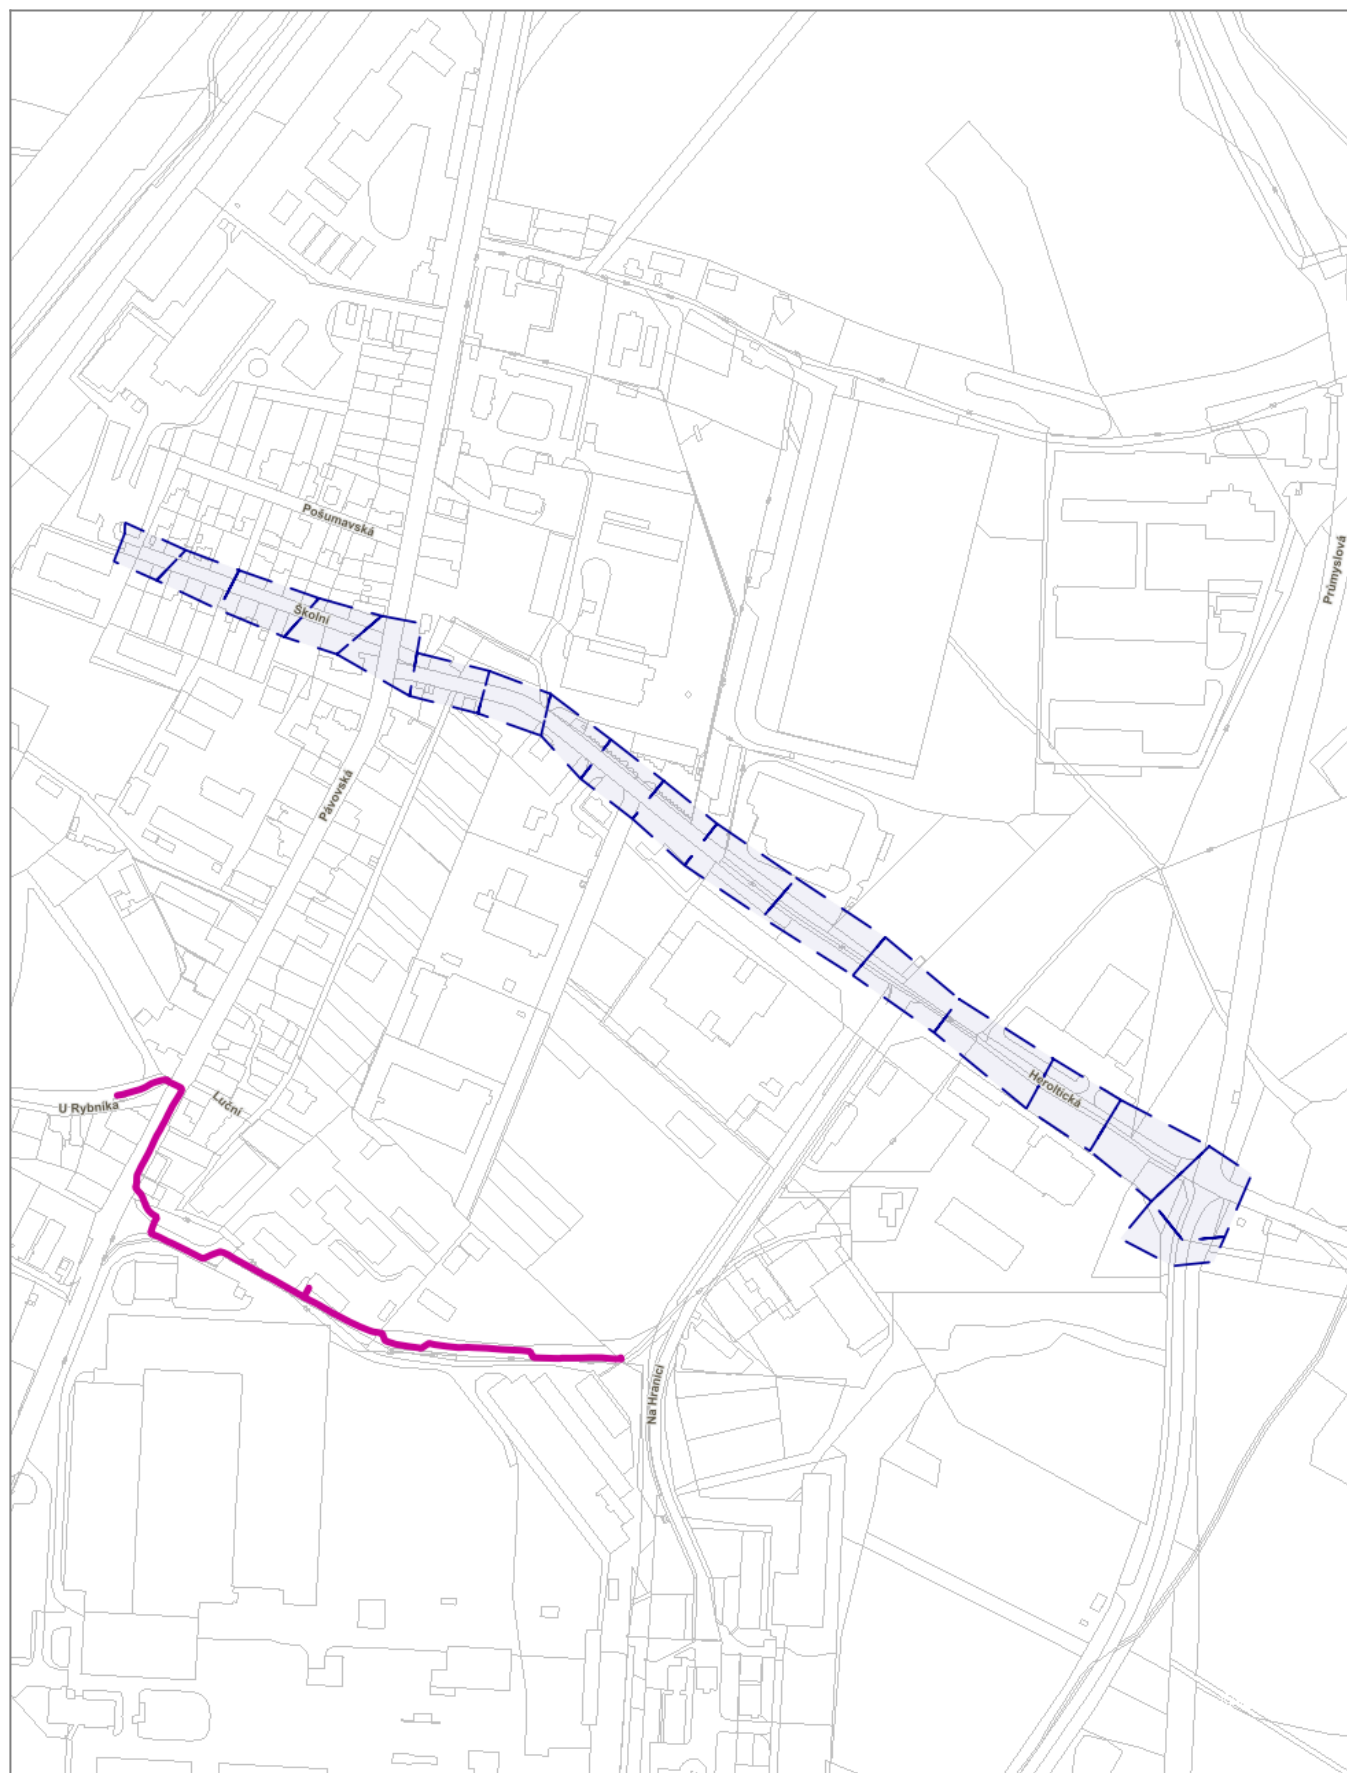 Pošumavská
Průmyslová
Školní
Pávovská
Heroltická
Luční
U Rybníka
Na Hranici